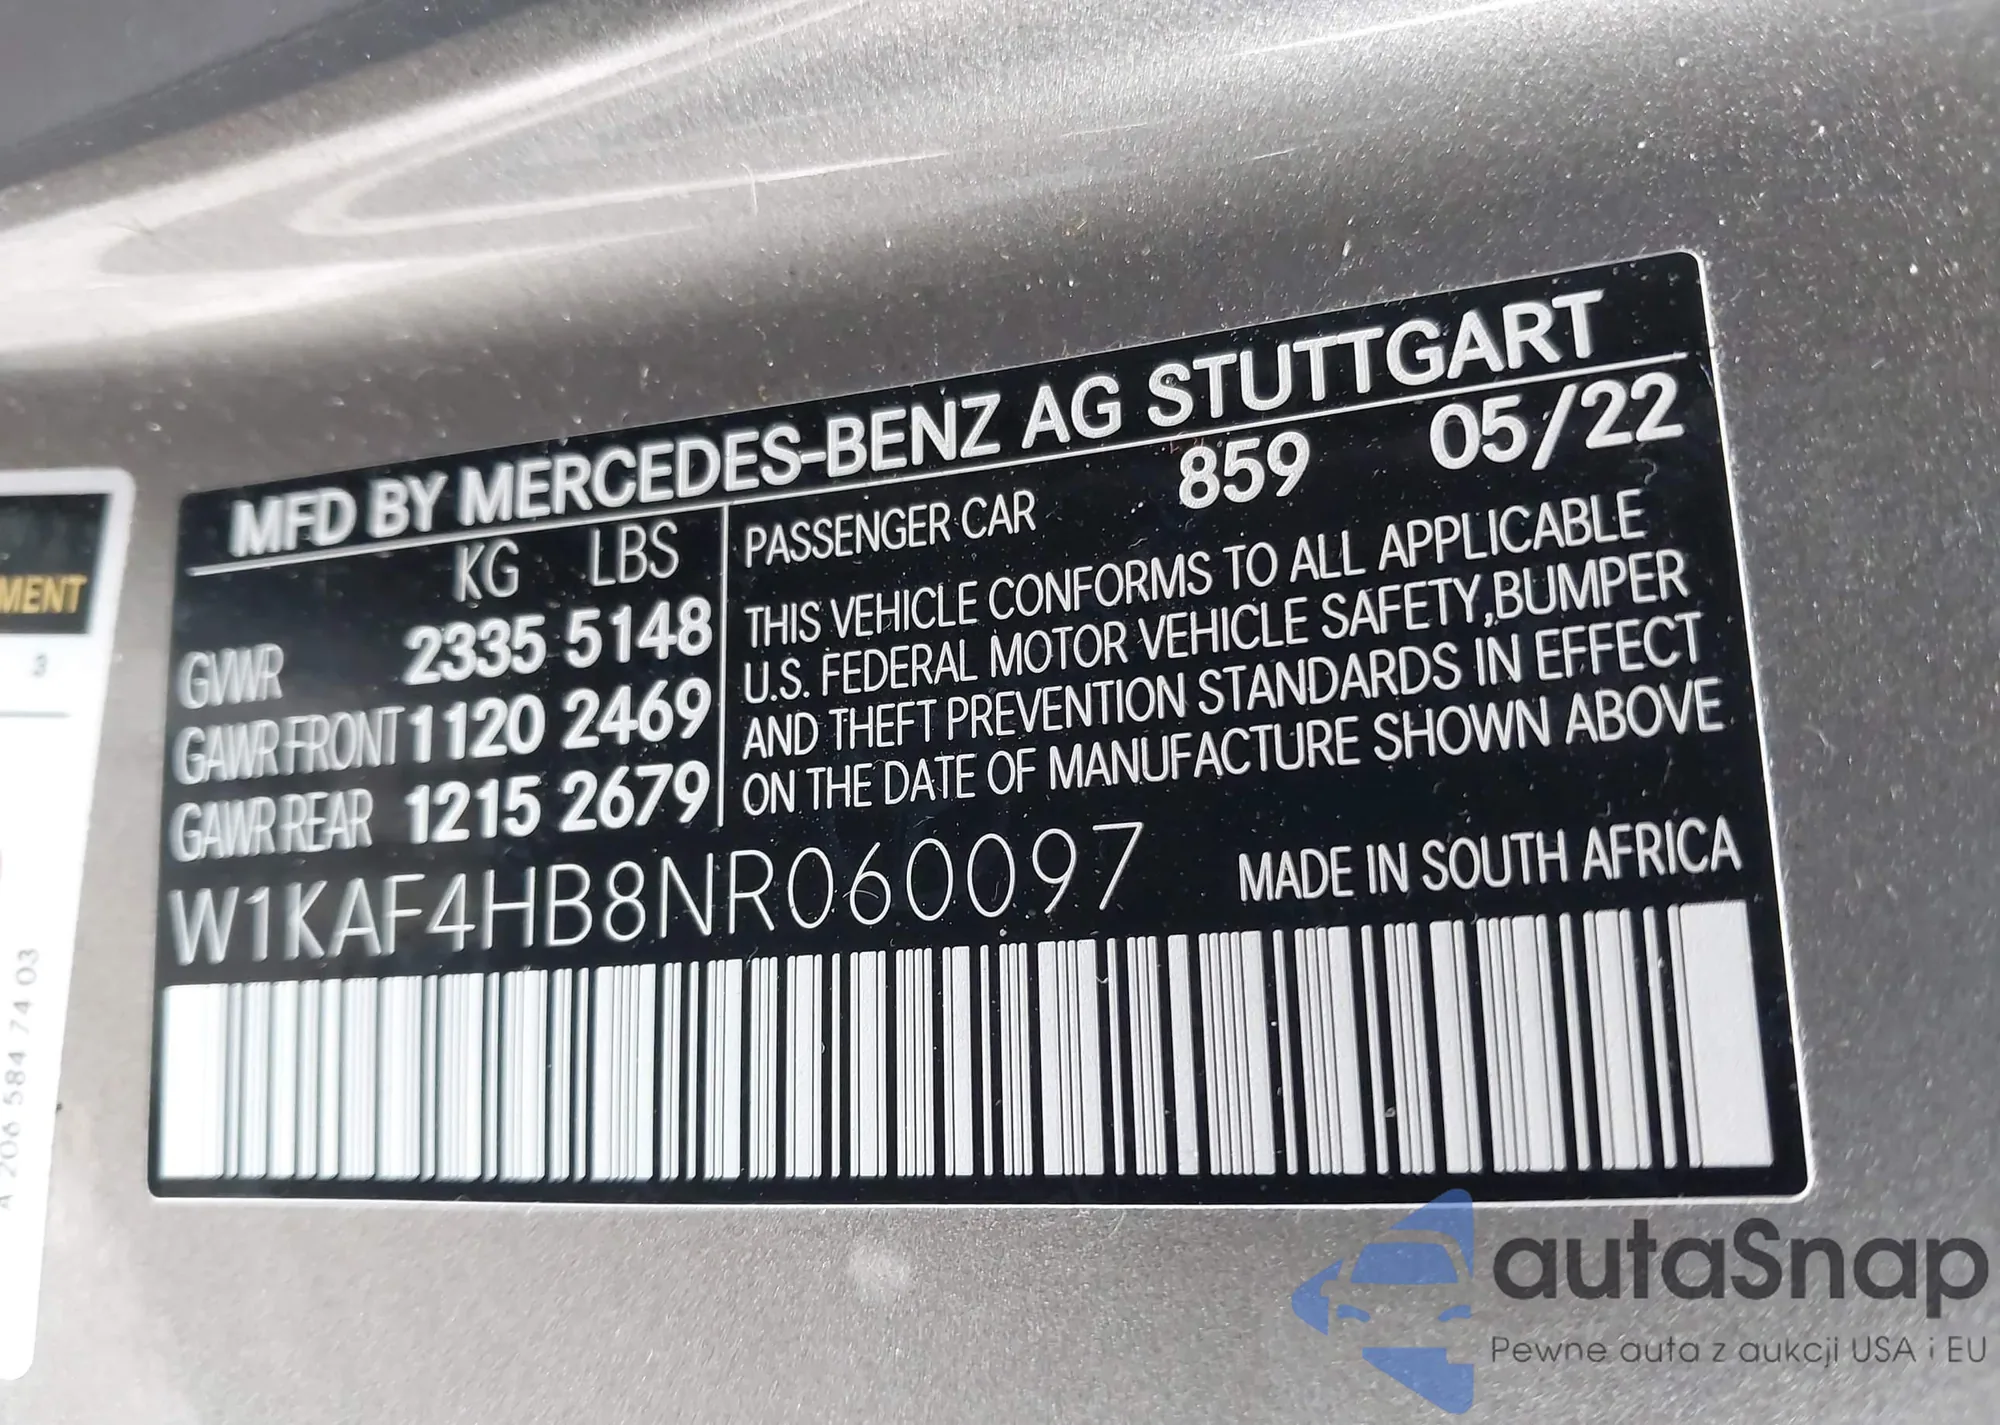 MFD BY MERCEDES-BENZ AG STUTTGART
KG LBS
GVWR 2335 5148
GAWR FRONT 1120 2469
GAWR REAR 1215 2679
PASSENGER CAR 859 05/22
THIS VEHICLE CONFORMS TO ALL APPLICABLE
U.S. FEDERAL MOTOR VEHICLE SAFETY,BUMPER
AND THEFT PREVENTION STANDARDS IN EFFECT
ON THE DATE OF MANUFACTURE SHOWN ABOVE
W1KAF4HB8NR060097 MADE IN SOUTH AFRICA
MENT
3
A 206 584 74 03
autaSnap
Pewne auta z aukcji USA i EU